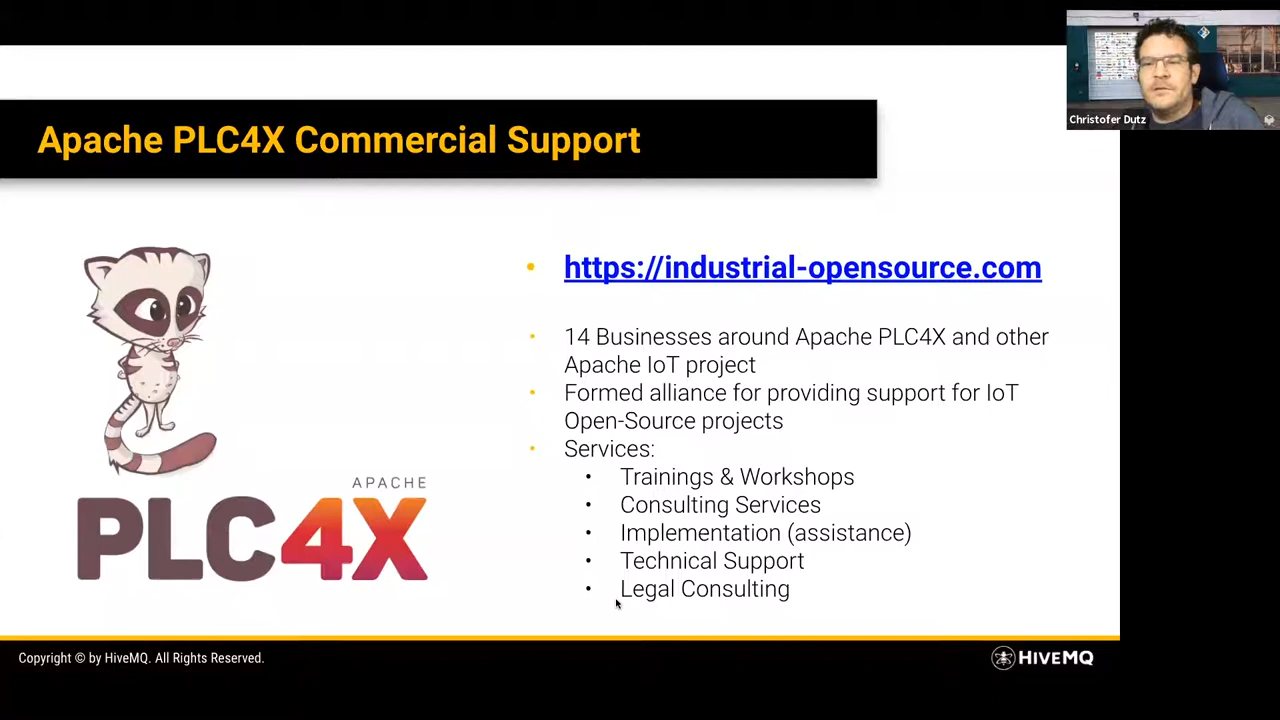 Christofer Dutz
Apache PLC4X Commercial Support
https://industrial-opensource.com
14 Businesses around Apache PLC4X and other
Apache IoT project
Formed alliance for providing support for IoT
Open-Source projects
Services:
Trainings & Workshops
Consulting Services
Implementation (assistance)
Technical Support
Legal Consulting
APACHE
PLC4X
Copyright © by HiveMQ. All Rights Reserved.
HIVEMQ